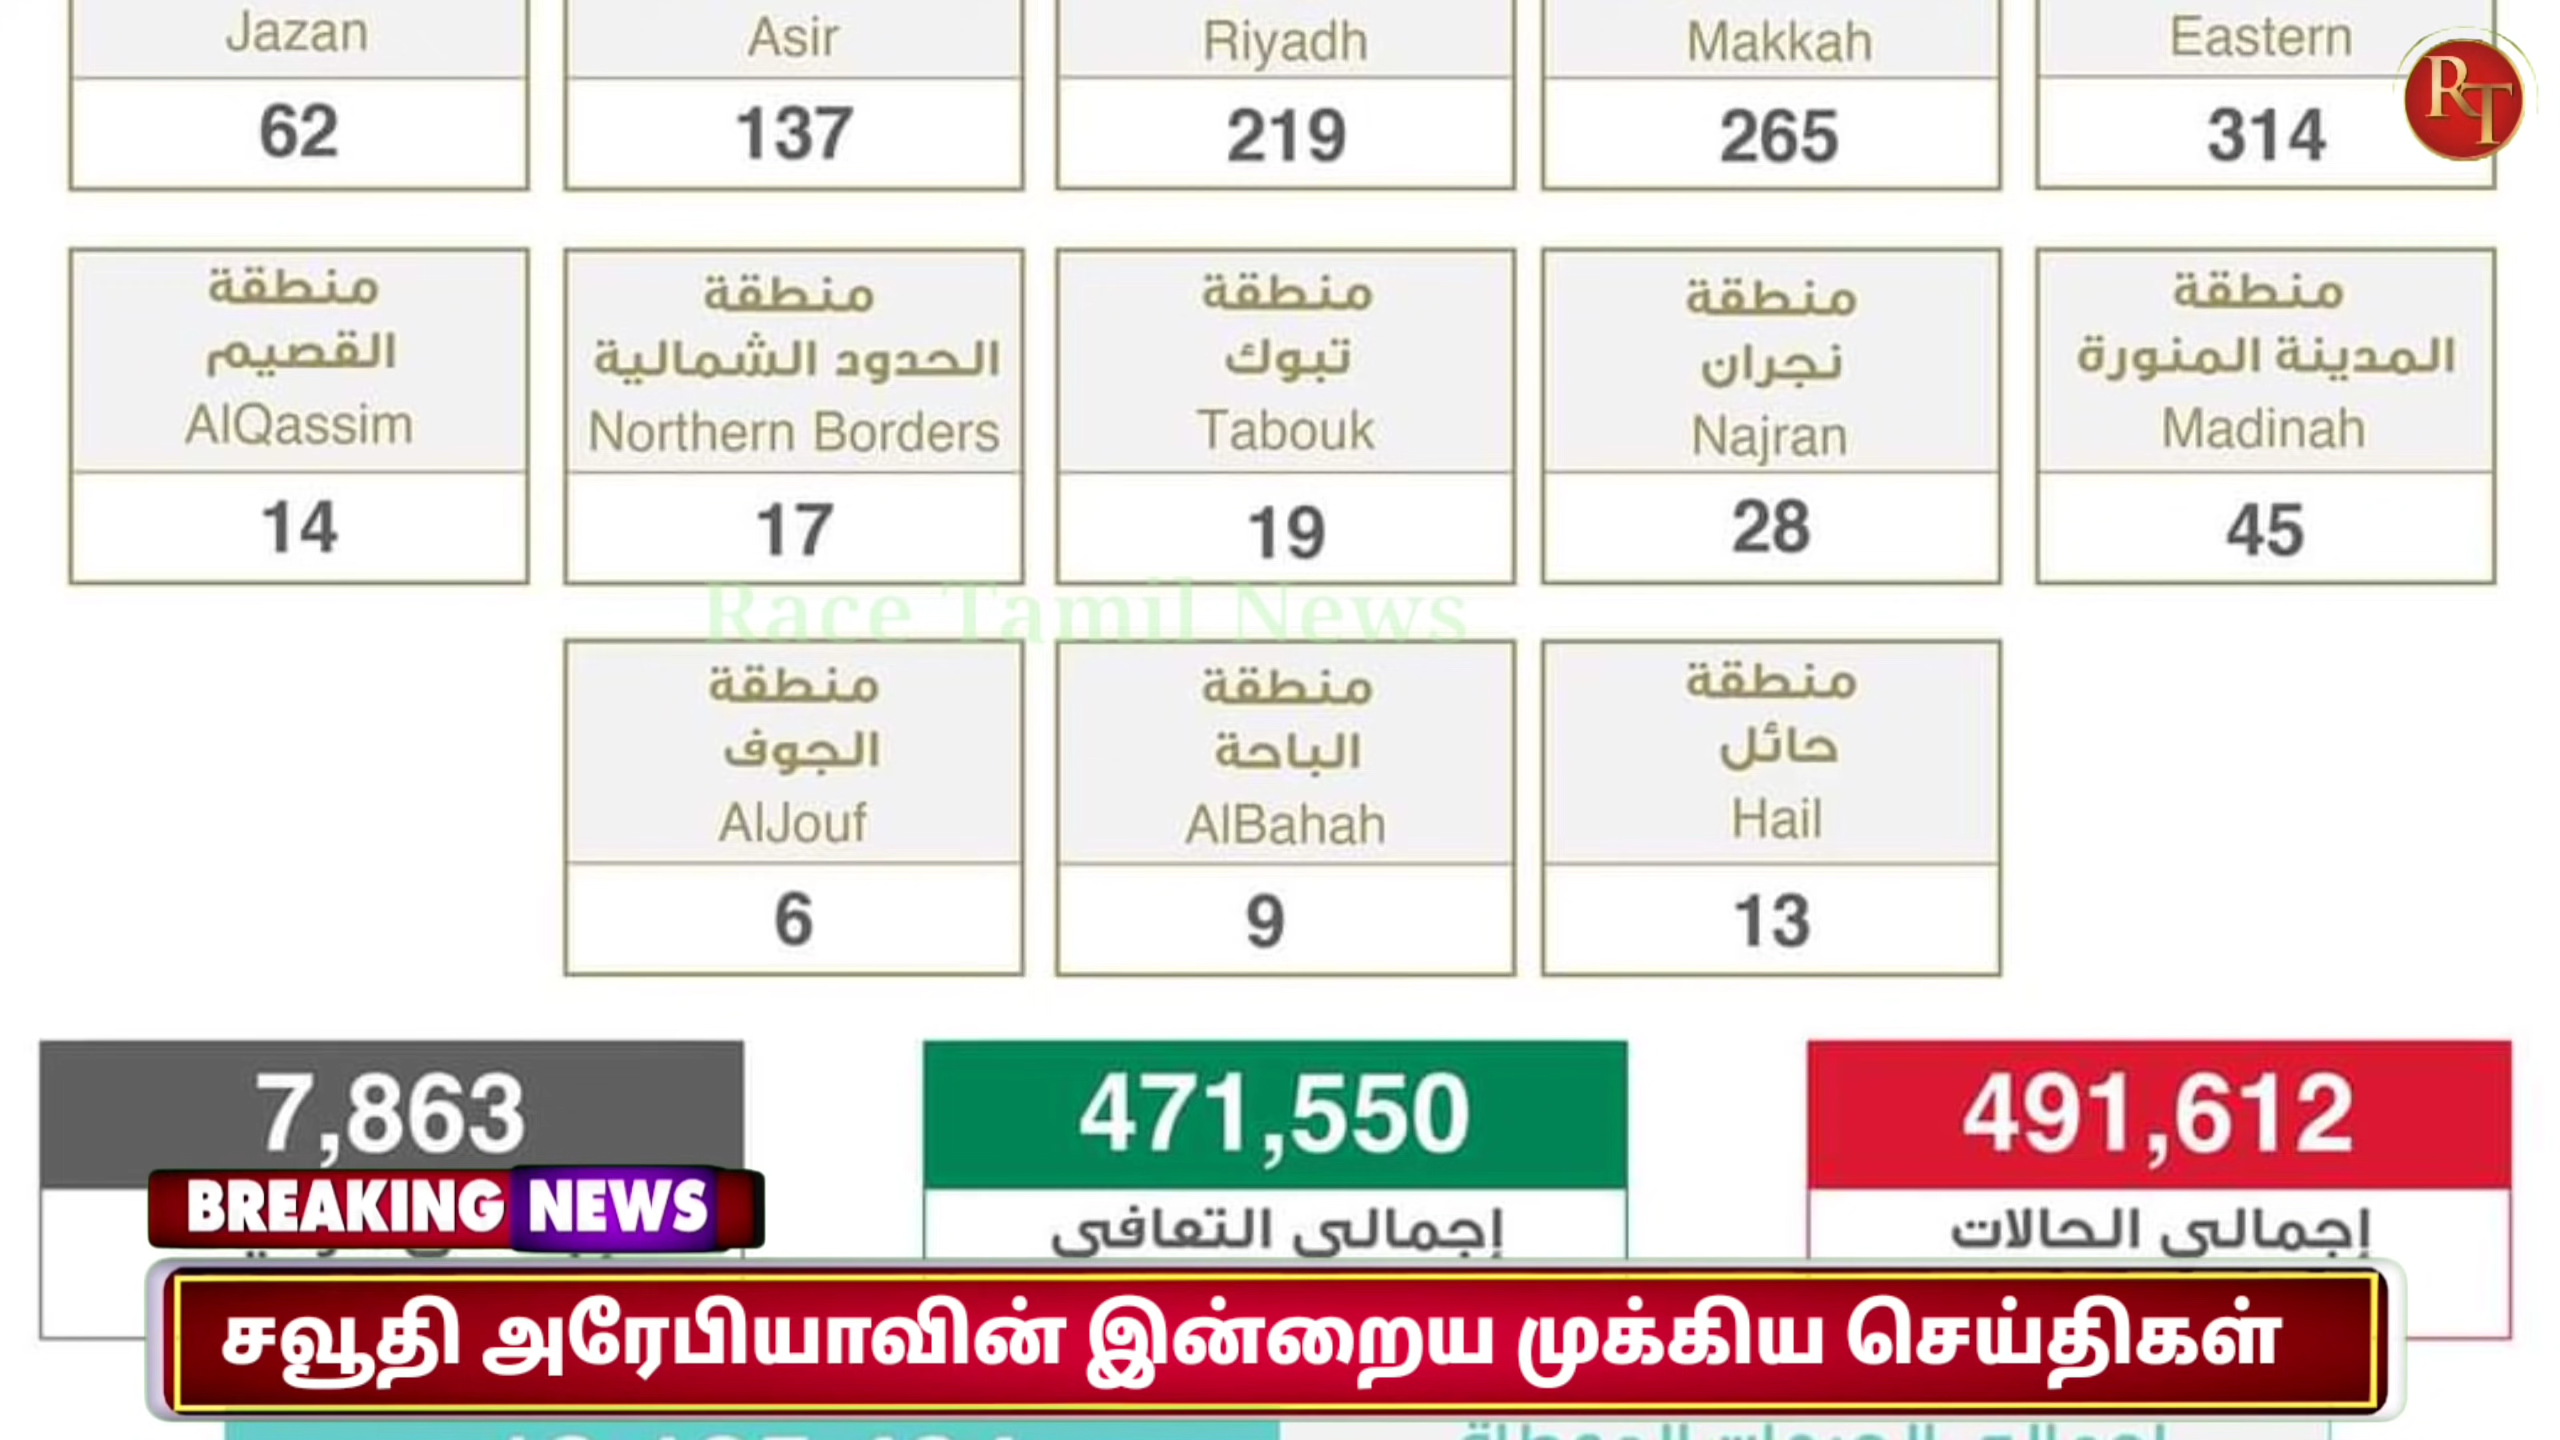 Jazan
Asir
Riyadh
Makkah
Eastern
RT
62
137
219
265
314
منطقة
القصيم
AlQassim
14
منطقة
الحدود الشمالية
Northern Borders
17
منطقة
تبوك
Tabouk
19
منطقة
نجران
Najran
28
منطقة
المدينة المنورة
Madinah
45
Race Tamil News
منطقة
الجوف
AlJouf
6
منطقة
الباحة
AlBahah
9
منطقة
حائل
Hail
13
7,863
471,550
إجمالي التعافي
491,612
إجمالي الحالات
BREAKING NEWS
சவூதி அரேபியாவின் இன்றைய முக்கிய செய்திகள்